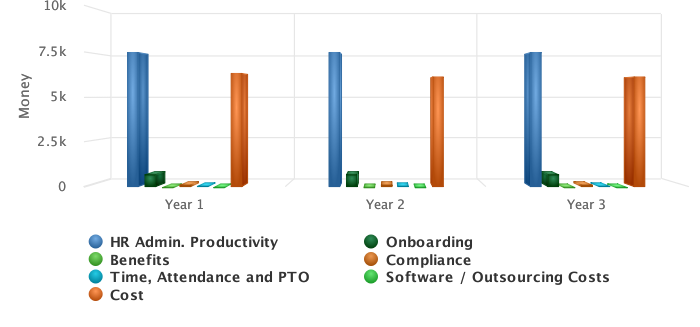 10k
7.5k
5k
2.5k
0
Money
Year 1 Year 2 Year 3
HR Admin. Productivity Onboarding
Benefits Compliance
Time, Attendance and PTO Software / Outsourcing Costs
Cost